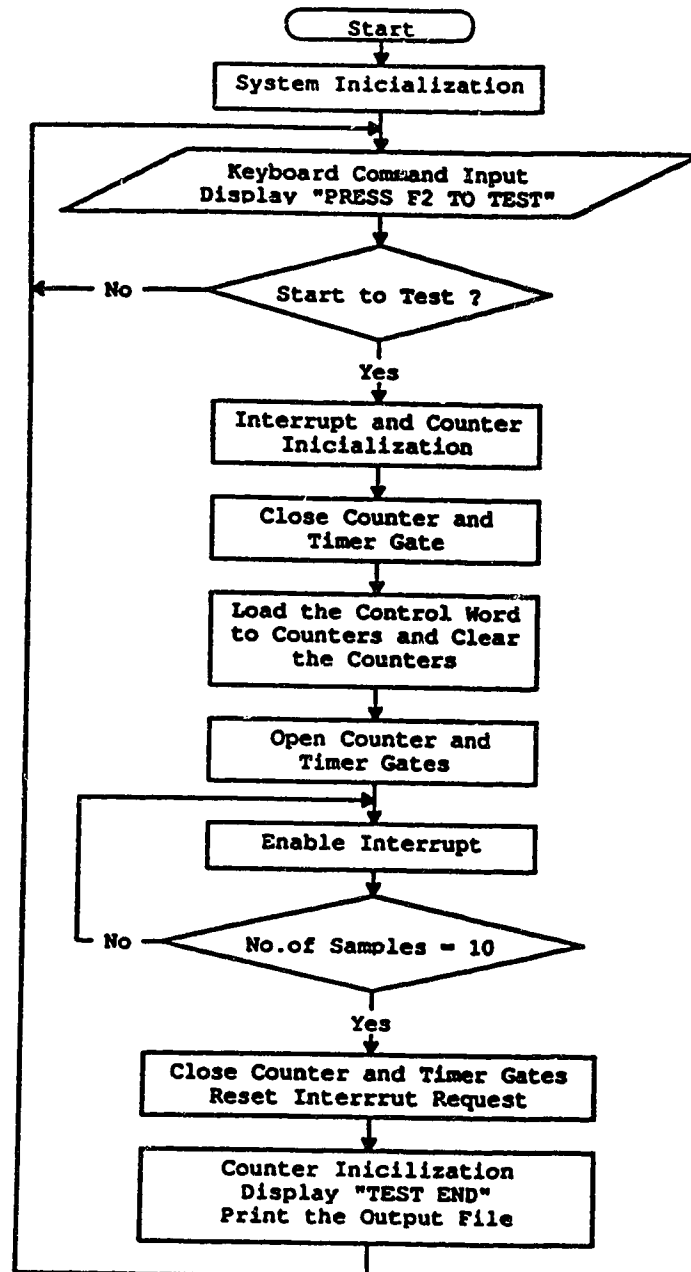 Start
System Inicialization
Keyboard Command Input
Display "PRESS F2 TO TEST"
No
Start to Test ?
Yes
Interrupt and Counter
Inicialization
Close Counter and
Timer Gate
Load the Control Word
to Counters and Clear
the Counters
Open Counter and
Timer Gates
Enable Interrupt
No
No.of Samples = 10
Yes
Close Counter and Timer Gates
Reset Interrrut Request
Counter Inicilization
Display "TEST END"
Print the Output File